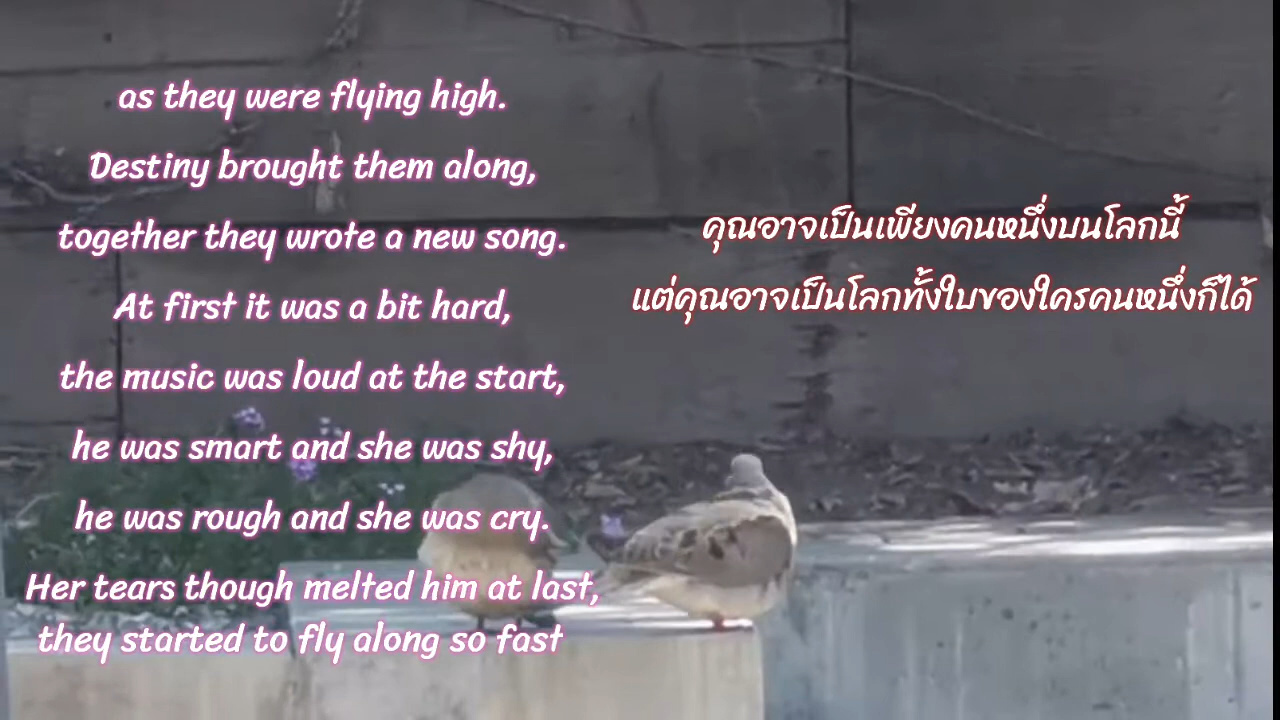 as they were flying high.
Destiny brought them along,
together they wrote a new song.
At first it was a bit hard,
the music was loud at the start,
he was smart and she was shy,
he was rough and she was cry.
Her tears though melted him at last,
they started to fly along so fast
คุณอาจเป็นเพียงคนหนึ่งบนโลกนี้
แต่คุณอาจเป็นโลกทั้งใบของใครคนหนึ่งก็ได้